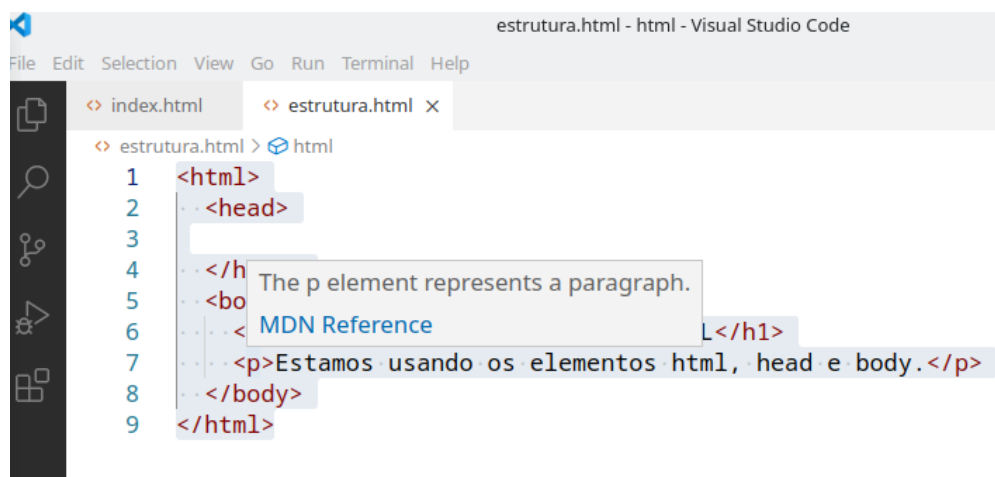 estrutura.html - html - Visual Studio Code
File Edit Selection View Go Run Terminal Help
index.html estrutura.html
estrutura.html > html
1 <html>
2 <head>
3
4 </h
The p element represents a paragraph.
5 <bo
MDN Reference
6 < L</h1>
7 <p>Estamos usando os elementos html, head e body.</p>
8 </body>
9 </html>